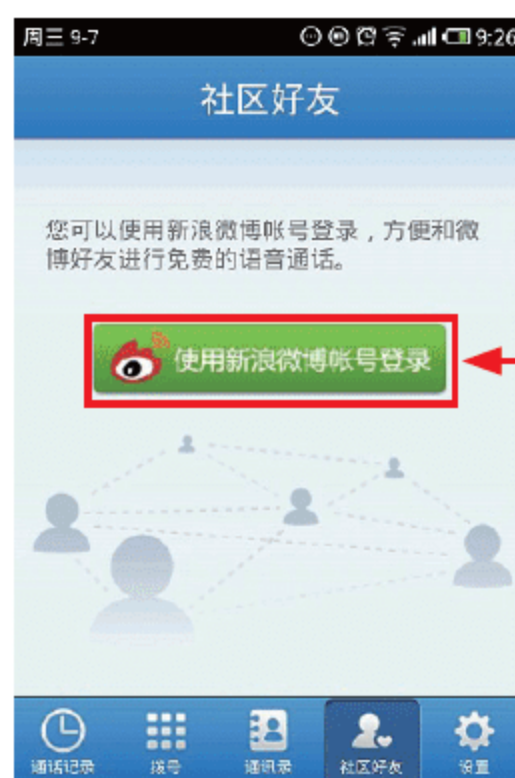 周三 9-7
9:26
社区好友
您可以使用新浪微博帐号登录，方便和微
博好友进行免费的语音通话。
使用新浪微博帐号登录
通话记录 拨号 通讯录 社区好友 设置